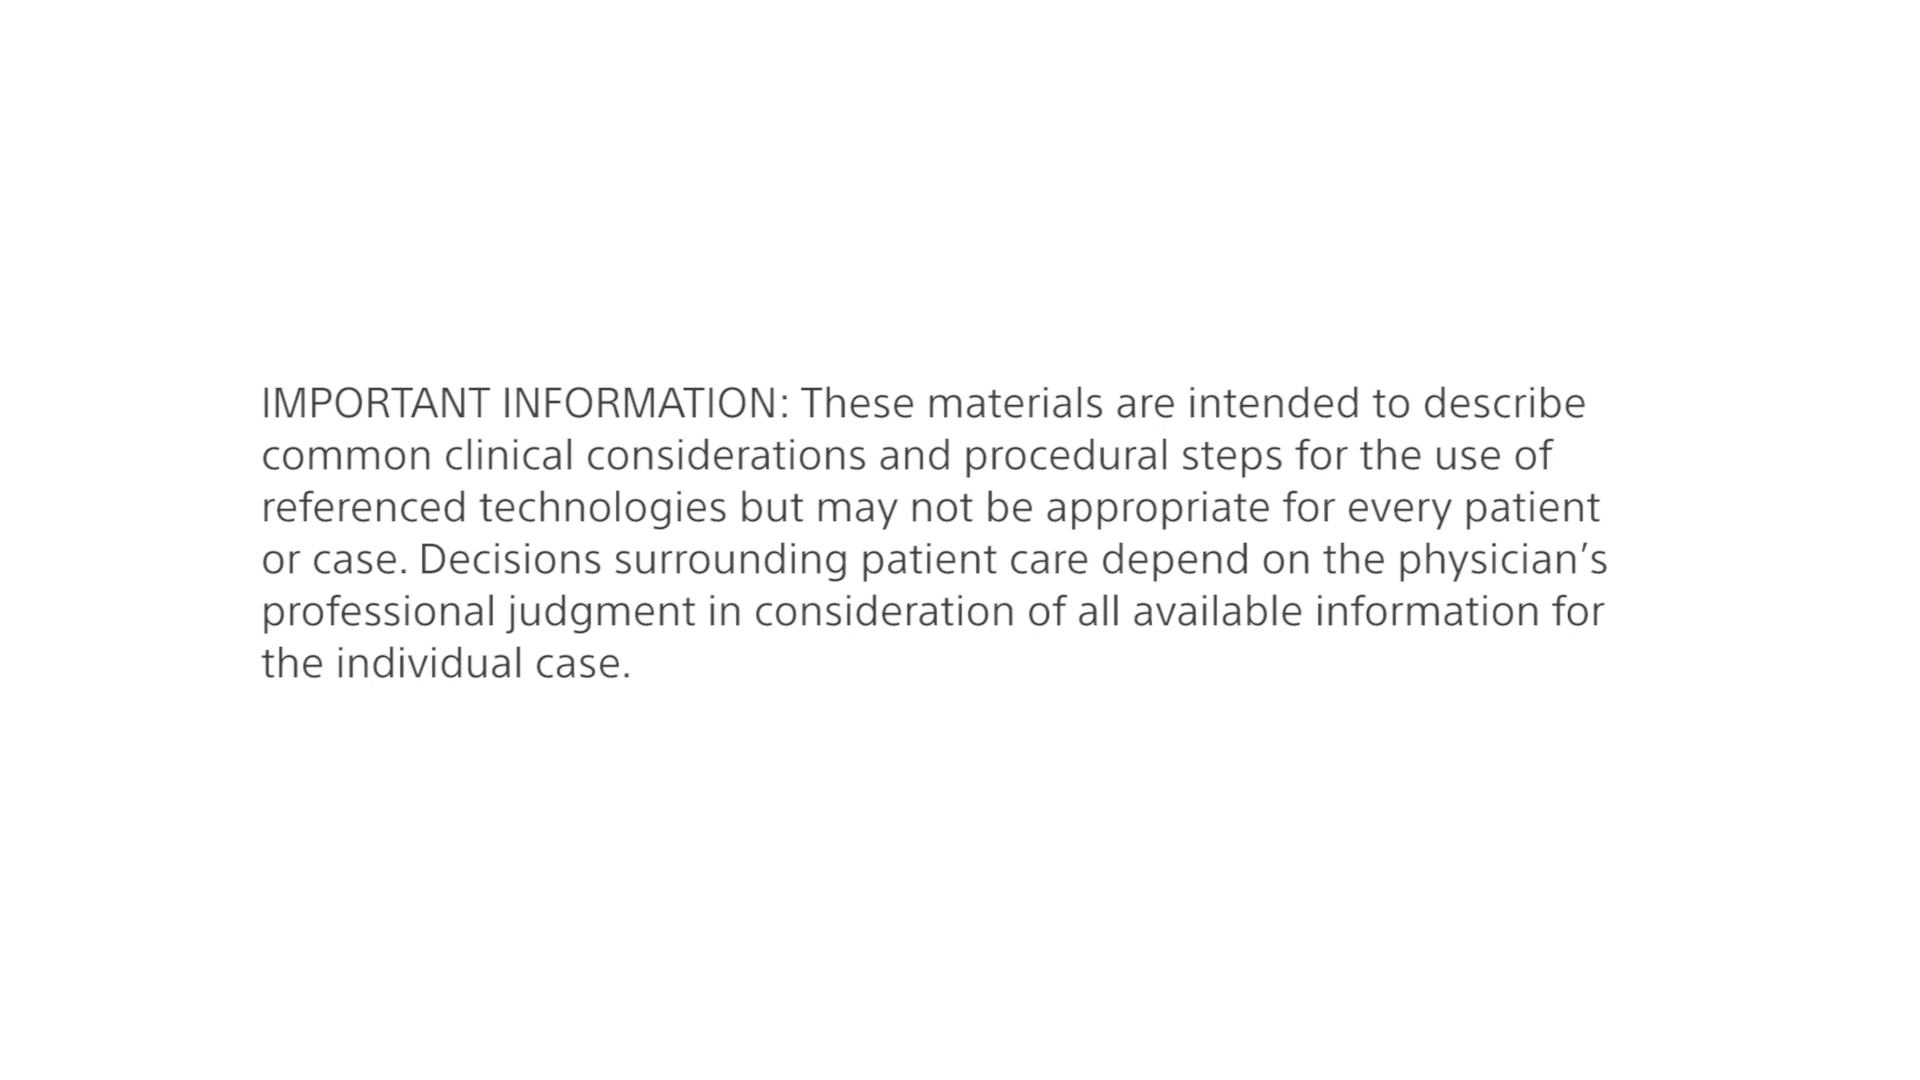 IMPORTANT INFORMATION: These materials are intended to describe
common clinical considerations and procedural steps for the use of
referenced technologies but may not be appropriate for every patient
or case. Decisions surrounding patient care depend on the physician’s
professional judgment in consideration of all available information for
the individual case.